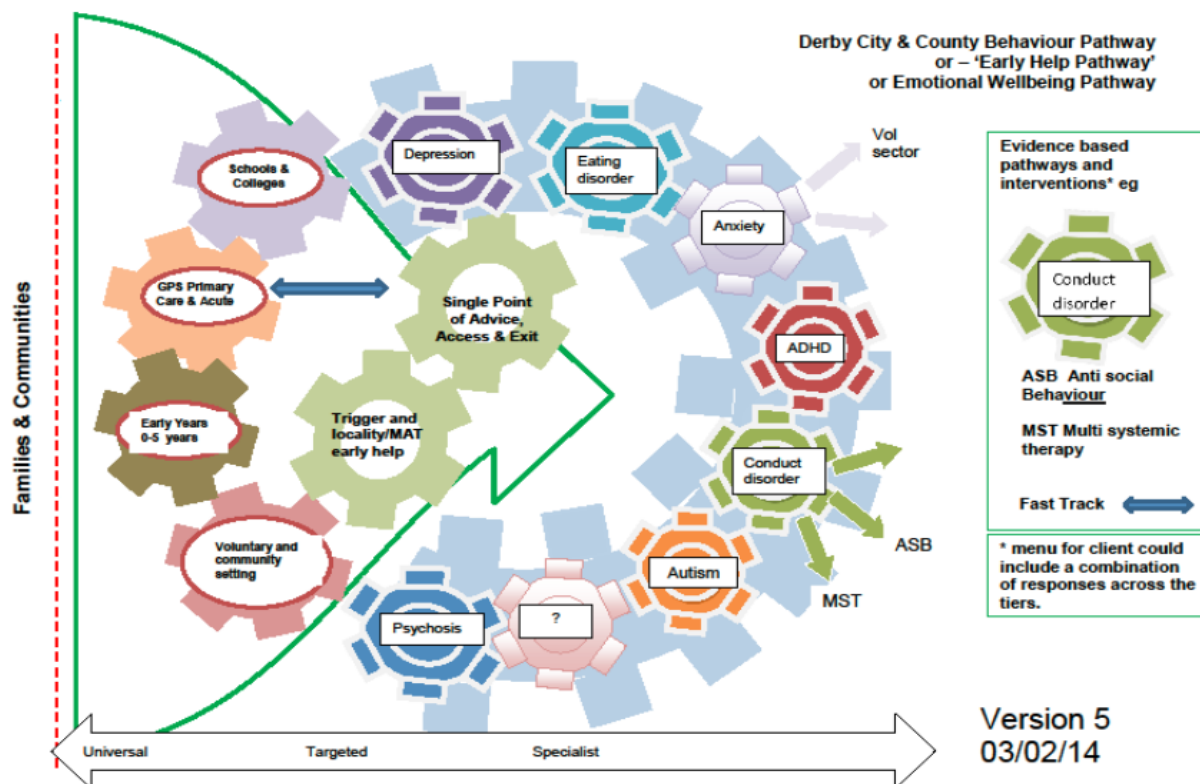 Derby City & County Behaviour Pathway
or – ‘Early Help Pathway’
or Emotional Wellbeing Pathway
Families & Communities
Schools &
Colleges
GPS Primary
Care & Acute
Early Years
0-5 years
Voluntary and
community
setting
Single Point
of Advice,
Access & Exit
Trigger and
locality/MAT
early help
Depression
Eating
disorder
Anxiety
ADHD
Conduct
disorder
Autism
?
Psychosis
Vol
sector
ASB
MST
Evidence based
pathways and
interventions* eg
Conduct
disorder
ASB Anti social
Behaviour
MST Multi systemic
therapy
Fast Track
* menu for client could
include a combination
of responses across the
tiers.
Universal
Targeted
Specialist
Version 5
03/02/14